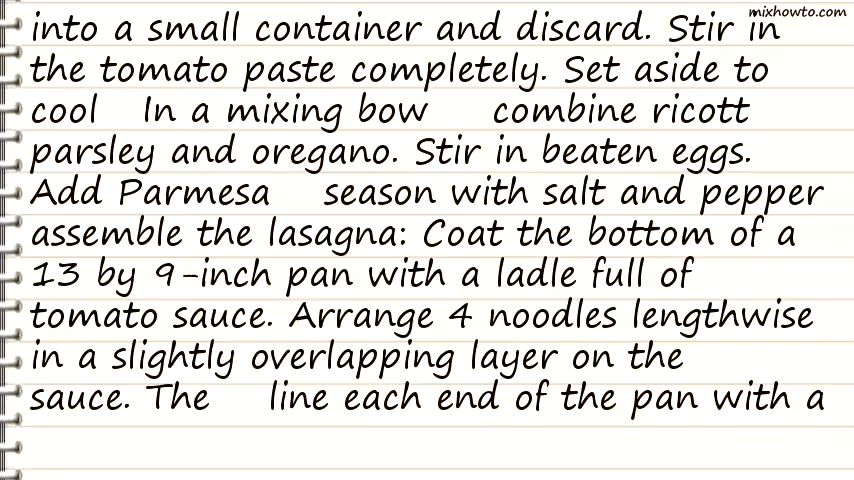 mixhowto.com
into a small container and discard. Stir in
the tomato paste completely. Set aside to
cool In a mixing bow combine ricott
parsley and oregano. Stir in beaten eggs.
Add Parmesa season with salt and pepper
assemble the lasagna: Coat the bottom of a
13 by 9-inch pan with a ladle full of
tomato sauce. Arrange 4 noodles lengthwise
in a slightly overlapping layer on the
sauce. The line each end of the pan with a